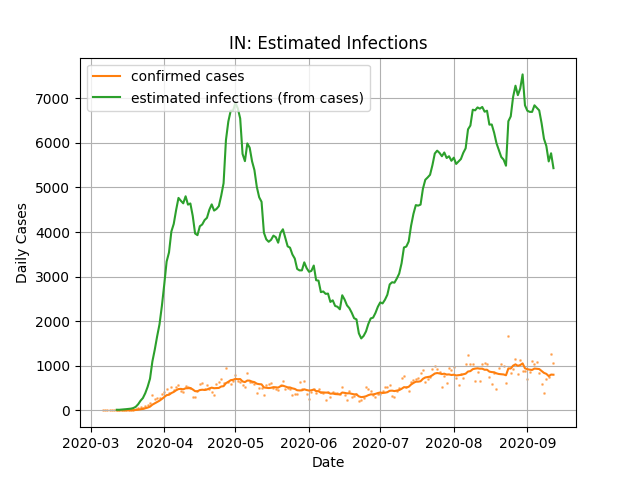 IN: Estimated Infections
confirmed cases
estimated infections (from cases)
Daily Cases
7000
6000
5000
4000
3000
2000
1000
0
2020-03 2020-04 2020-05 2020-06 2020-07 2020-08 2020-09
Date